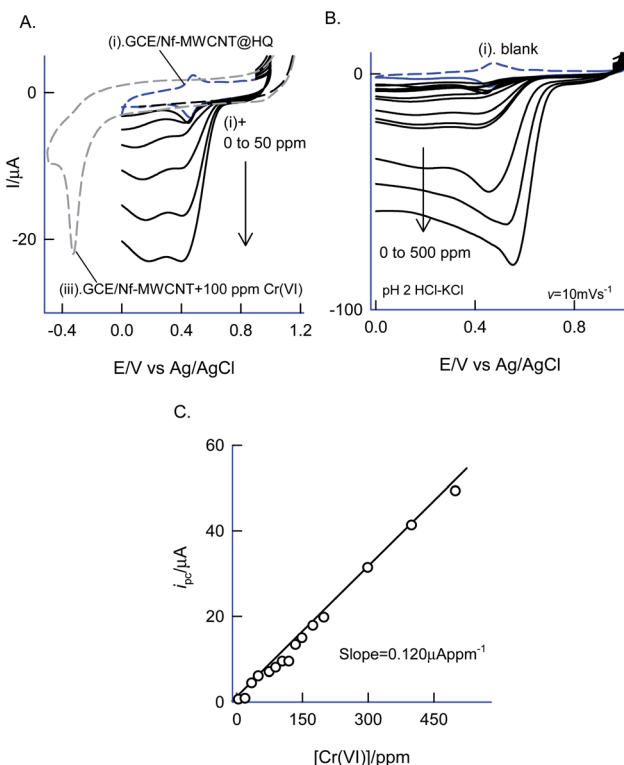 A.
(i).GCE/Nf-MWCNT@HQ
0
(i)+
0 to 50 ppm
I/µA
-20
(iii).GCE/Nf-MWCNT+100 ppm Cr(VI)
-0.4
0.0
0.4
0.8
1.2
E/V vs Ag/AgCl
B.
(i). blank
0
0 to 500 ppm
pH 2 HCl-KCl
v=10mVs-1
-100
0.0
0.4
0.8
E/V vs Ag/AgCl
C.
60
40
20
0
ipc/µA
Slope=0.120µAppm-1
0
150
300
450
[Cr(VI)]/ppm